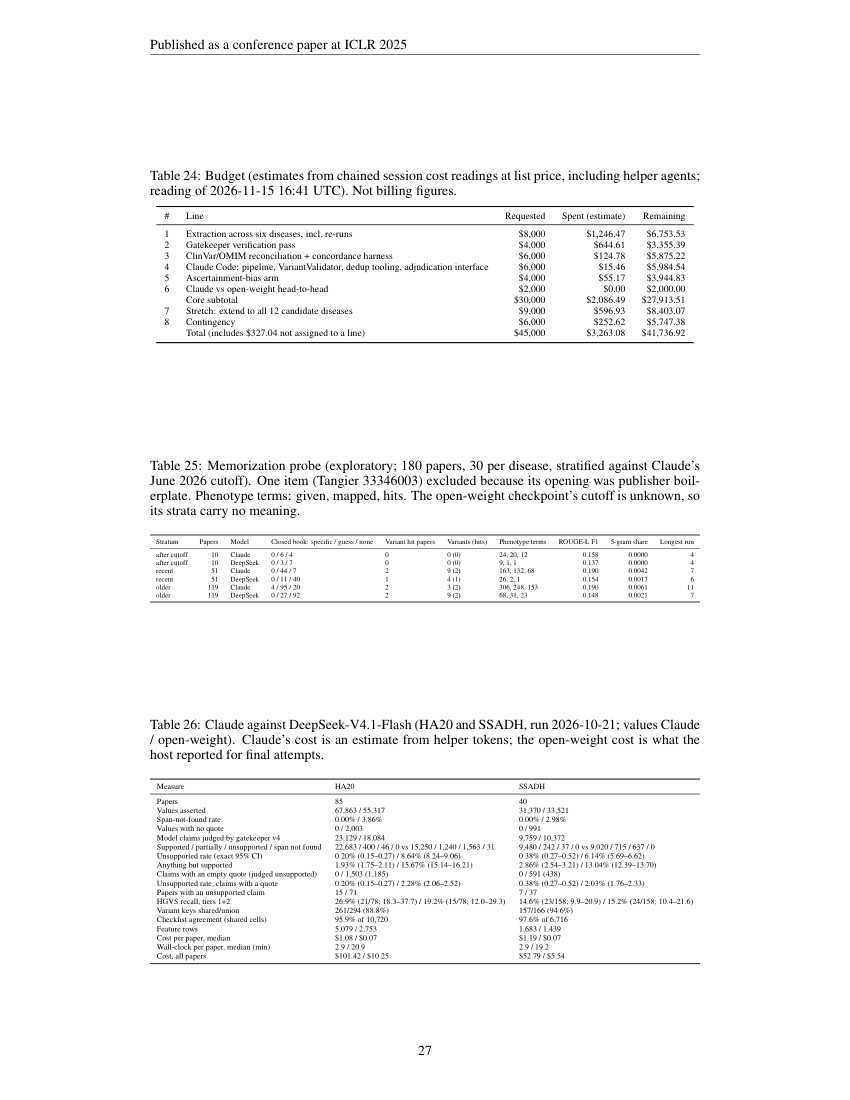 Published as a conference paper at ICLR 2025
Table 24: Budget (estimates from chained session cost readings at list price, including helper agents;
reading of 2026-11-15 16:41 UTC). Not billing figures.
# Line Requested Spent (estimate) Remaining
1 Extraction across six diseases, incl. re-runs $8,000 $1,246.47 $6,753.53
2 Gatekeeper verification pass $4,000 $644.61 $3,355.39
3 ClinVar/OMIM reconciliation + concordance harness $6,000 $124.78 $5,875.22
4 Claude Code: pipeline, VariantValidator, dedup tooling, adjudication interface $6,000 $15.46 $5,984.54
5 Ascertainment-bias arm $4,000 $55.17 $3,944.83
6 Claude vs open-weight head-to-head $2,000 $0.00 $2,000.00
Core subtotal $30,000 $2,086.49 $27,913.51
7 Stretch: extend to all 12 candidate diseases $9,000 $596.93 $8,403.07
8 Contingency $6,000 $252.62 $5,747.38
Total (includes $327.04 not assigned to a line) $45,000 $3,263.08 $41,736.92
Table 25: Memorization probe (exploratory; 180 papers, 30 per disease, stratified against Claude's
June 2026 cutoff). One item (Tangier 33346003) excluded because its opening was publisher boil-
erplate. Phenotype terms: given, mapped, hits. The open-weight checkpoint's cutoff is unknown, so
its strata carry no meaning.
Stratum Papers Model Closed book: specific / guess / none Variant hit papers Variants (hits) Phenotype terms ROUGE-L F1 5-gram share Longest run
after cutoff 10 Claude 0 / 6 / 4 0 0 (0) 24, 20, 12 0.158 0.0000 4
after cutoff 10 DeepSeek 0 / 3 / 7 0 0 (0) 9, 1, 1 0.137 0.0000 4
recent 51 Claude 0 / 44 / 7 2 9 (2) 163, 132, 68 0.190 0.0042 7
recent 51 DeepSeek 0 / 11 / 40 1 4 (1) 26, 2, 1 0.154 0.0017 6
older 119 Claude 4 / 95 / 20 2 3 (2) 306, 248, 153 0.190 0.0061 11
older 119 DeepSeek 0 / 27 / 92 2 9 (2) 68, 31, 23 0.148 0.0021 7
Table 26: Claude against DeepSeek-V4.1-Flash (HA20 and SSADH, run 2026-10-21; values Claude
/ open-weight). Claude's cost is an estimate from helper tokens; the open-weight cost is what the
host reported for final attempts.
Measure HA20 SSADH
Papers 85 40
Values asserted 67,863 / 55,317 31,370 / 33,521
Span-not-found rate 0.00% / 3.86% 0.00% / 2.98%
Values with no quote 0 / 2,003 0 / 991
Model claims judged by gatekeeper v4 23,129 / 18,084 9,759 / 10,372
Supported / partially / unsupported / span not found 22,683 / 400 / 46 / 0 vs 15,250 / 1,240 / 1,563 / 31 9,480 / 242 / 37 / 0 vs 9,020 / 715 / 637 / 0
Unsupported rate (exact 95% CI) 0.20% (0.15–0.27) / 8.64% (8.24–9.06) 0.38% (0.27–0.52) / 6.14% (5.69–6.62)
Anything but supported 1.93% (1.75–2.11) / 15.67% (15.14–16.21) 2.86% (2.54–3.21) / 13.04% (12.39–13.70)
Claims with an empty quote (judged unsupported) 0 / 1,503 (1,185) 0 / 591 (438)
Unsupported rate, claims with a quote 0.20% (0.15–0.27) / 2.28% (2.06–2.52) 0.38% (0.27–0.52) / 2.03% (1.76–2.33)
Papers with an unsupported claim 15 / 71 7 / 37
HGVS recall, tiers 1+2 26.9% (21/78; 18.3–37.7) / 19.2% (15/78; 12.0–29.3) 14.6% (23/158; 9.9–20.9) / 15.2% (24/158; 10.4–21.6)
Variant keys shared/union 261/294 (88.8%) 157/166 (94.6%)
Checklist agreement (shared cells) 95.9% of 10,720 97.6% of 6,716
Feature rows 5,079 / 2,753 1,683 / 1,439
Cost per paper, median $1.08 / $0.07 $1.19 / $0.07
Wall-clock per paper, median (min) 2.9 / 20.9 2.9 / 19.2
Cost, all papers $101.42 / $10.25 $52.79 / $5.54
27